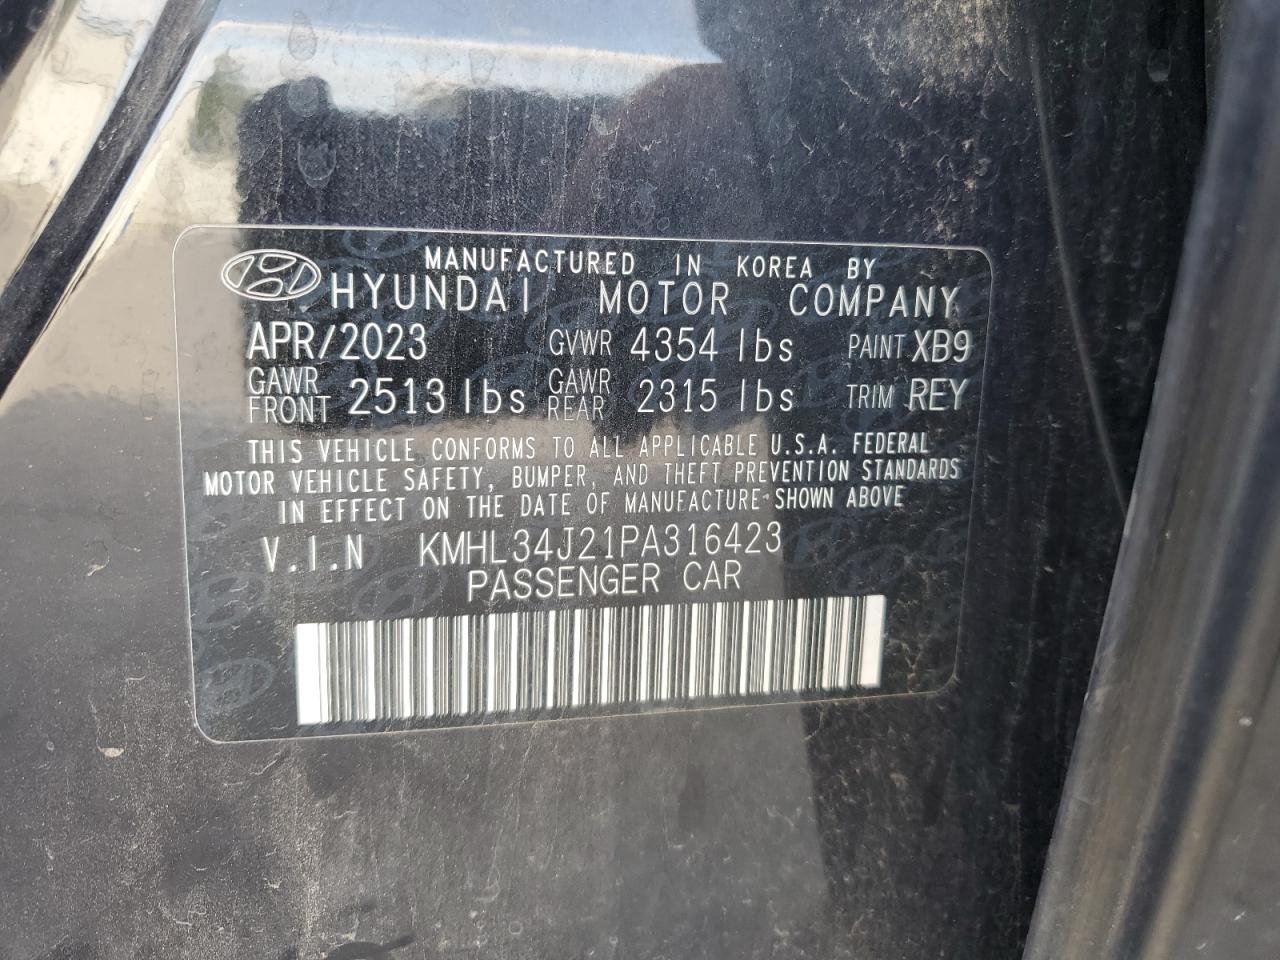 MANUFACTURED IN KOREA BY
HYUNDAI MOTOR COMPANY
APR/2023 GVWR 4354 lbs PAINT XB9
GAWR FRONT 2513 lbs GAWR REAR 2315 lbs TRIM REY
THIS VEHICLE CONFORMS TO ALL APPLICABLE U.S.A. FEDERAL
MOTOR VEHICLE SAFETY, BUMPER, AND THEFT PREVENTION STANDARDS
IN EFFECT ON THE DATE OF MANUFACTURE SHOWN ABOVE
V.I.N KMHL34J21PA316423
PASSENGER CAR